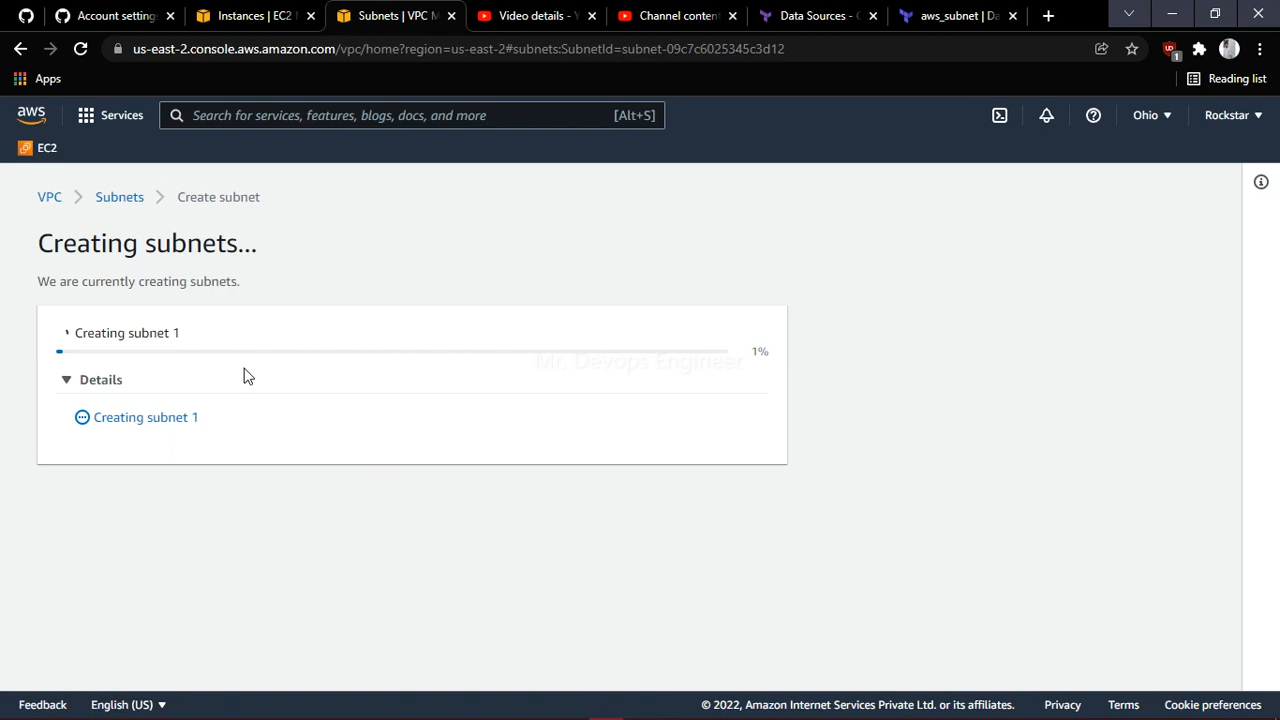 Account setting
Instances | EC2 M
Subnets | VPC M
Video details - Y
Channel content
Data Sources - C
aws_subnet | Da
us-east-2.console.aws.amazon.com/vpc/home?region=us-east-2#subnets:SubnetId=subnet-09c7c6025345c3d12
UD
1
Apps
Reading list
aws
Services
Search for services, features, blogs, docs, and more
[Alt+S]
Ohio
Rockstar
EC2
VPC
Subnets
Create subnet
Creating subnets...
We are currently creating subnets.
Creating subnet 1
1%
Mr. Devops Engineer
Details
Creating subnet 1
Feedback
English (US)
© 2022, Amazon Internet Services Private Ltd. or its affiliates.
Privacy
Terms
Cookie preferences